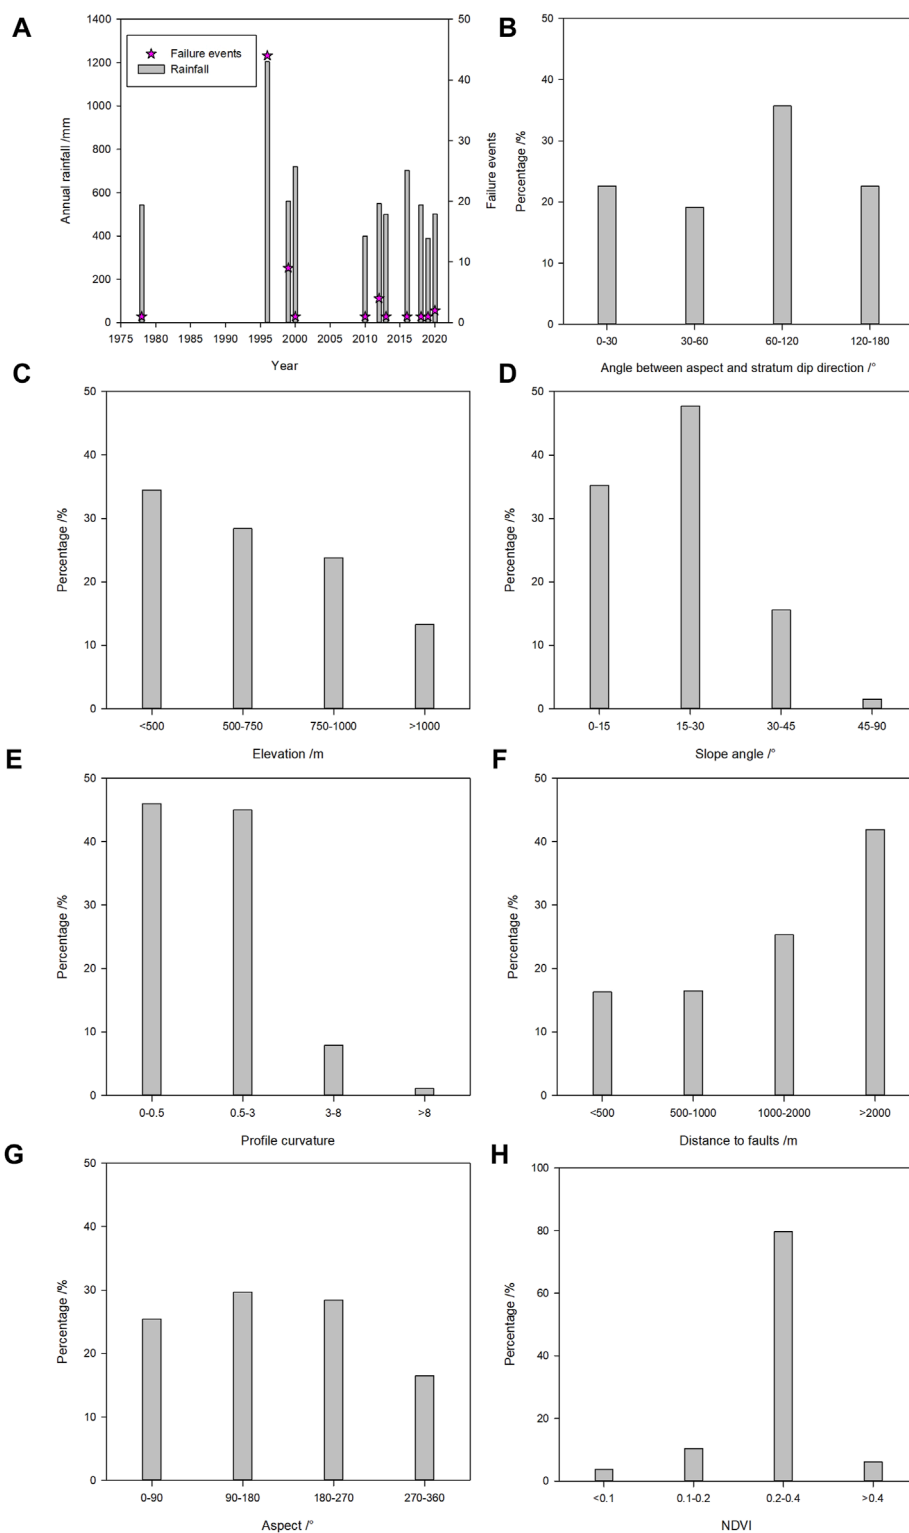 A
Annual rainfall /mm
1400
1200
1000
800
600
400
200
0
Failure events
Rainfall
50
40
30
20
10
0
Failure events
1975 1980 1985 1990 1995 2000 2005 2010 2015 2020
Year
B
Percentage /%
50
40
30
20
10
0
0-30 30-60 60-120 120-180
Angle between aspect and stratum dip direction /°
C
Percentage /%
50
40
30
20
10
0
<500 500-750 750-1000 >1000
Elevation /m
D
Percentage /%
50
40
30
20
10
0
0-15 15-30 30-45 45-90
Slope angle /°
E
Percentage /%
50
40
30
20
10
0
0-0.5 0.5-3 3-8 >8
Profile curvature
F
Percentage /%
50
40
30
20
10
0
<500 500-1000 1000-2000 >2000
Distance to faults /m
G
Percentage /%
50
40
30
20
10
0
0-90 90-180 180-270 270-360
Aspect /°
H
Percentage /%
100
80
60
40
20
0
<0.1 0.1-0.2 0.2-0.4 >0.4
NDVI